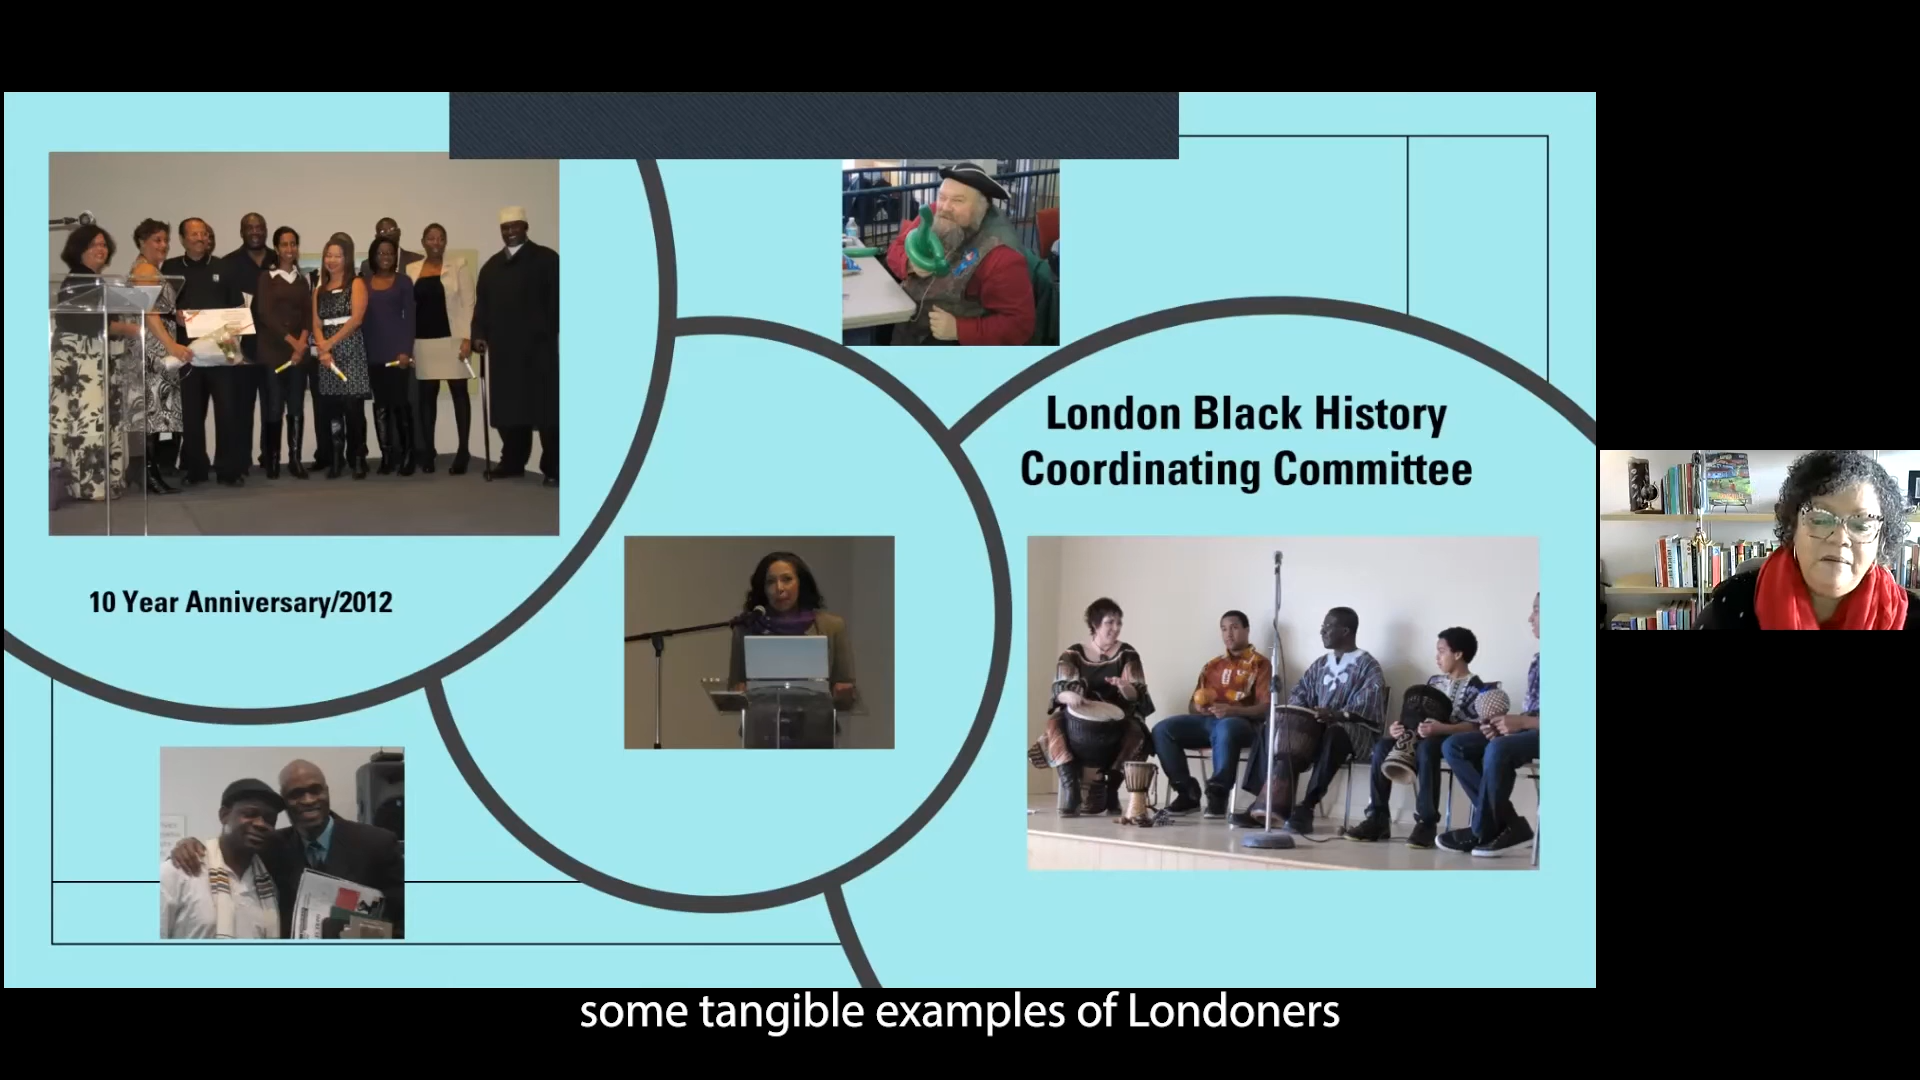 London Black History
Coordinating Committee
10 Year Anniversary/2012
some tangible examples of Londoners